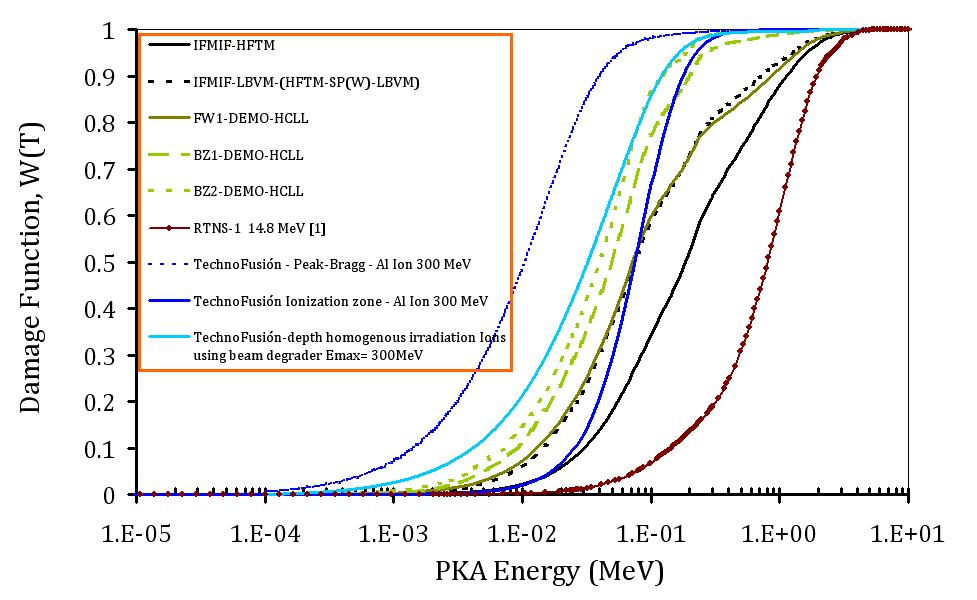 1
0.9
0.8
0.7
0.6
0.5
0.4
0.3
0.2
0.1
0
Damage Function, W(T)
IFMIF-HFTM
IFMIF-LBVM-(HFTM-SP(W)-LBVM)
FW1-DEMO-HCLL
BZ1-DEMO-HCLL
BZ2-DEMO-HCLL
RTNS-1 14.8 MeV [1]
TechnoFusión - Peak-Bragg - Al Ion 300 MeV
TechnoFusión Ionization zone - Al Ion 300 MeV
TechnoFusión-depth homogenous irradiation Ions
using beam degrader Emax= 300MeV
1.E-05 1.E-04 1.E-03 1.E-02 1.E-01 1.E+00 1.E+01
PKA Energy (MeV)